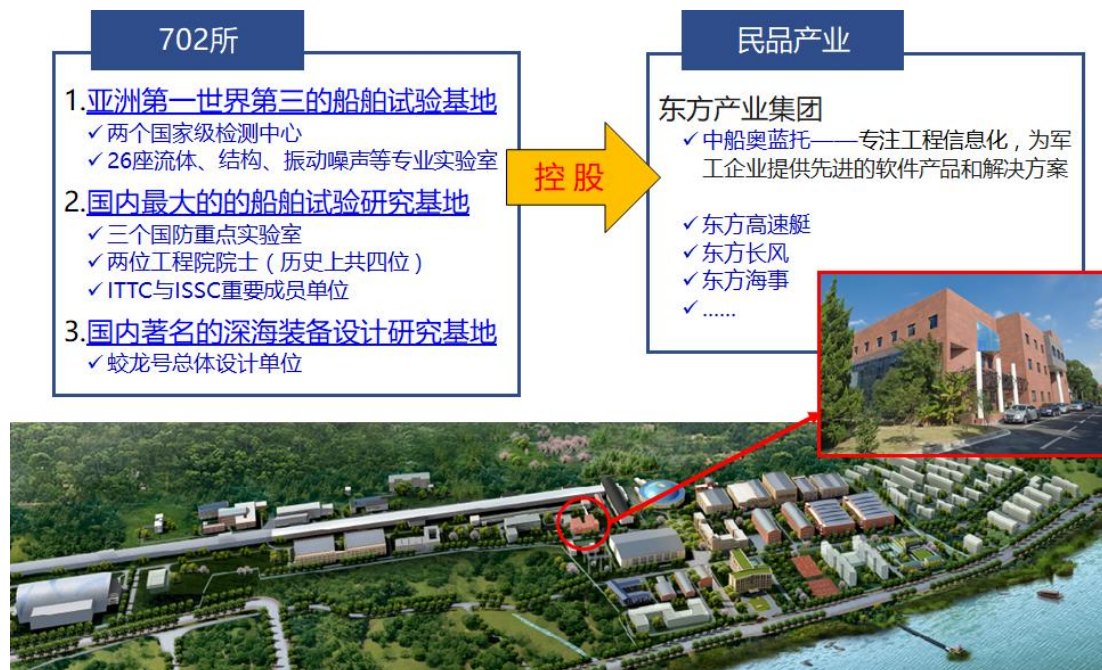 702所
1.亚洲第一世界第三的船舶试验基地
✓两个国家级检测中心
✓26座流体、结构、振动噪声等专业实验室
2.国内最大的的船舶试验研究基地
✓三个国防重点实验室
✓两位工程院院士（历史上共四位）
✓ITTC与ISSC重要成员单位
3.国内著名的深海装备设计研究基地
✓蛟龙号总体设计单位
控股
民品产业
东方产业集团
✓中船奥蓝托——专注工程信息化，为军
工企业提供先进的软件产品和解决方案
✓东方高速艇
✓东方长风
✓东方海事
✓......